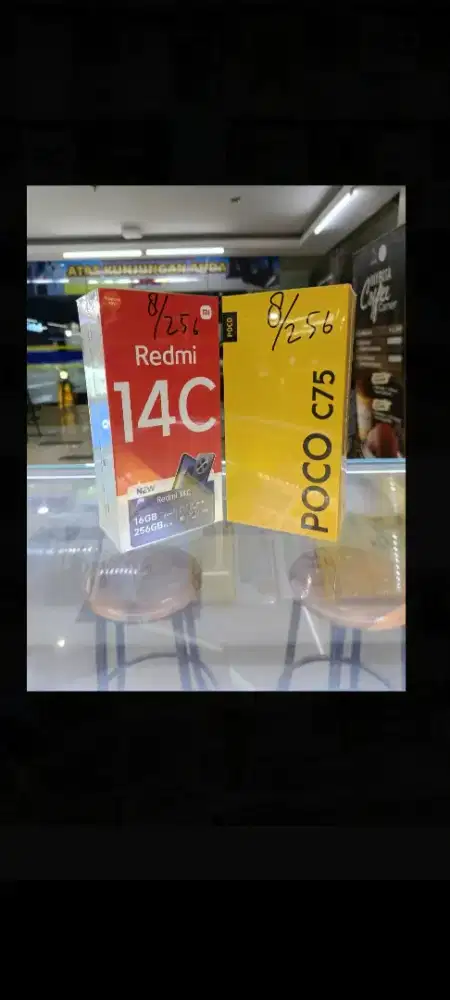 ATAS KUNJUNGAN ANDA
8/256
Redmi
14C
NEW
Redmi 14C
16GB
256GB
POCO
8/256
POCO C75
Coffee